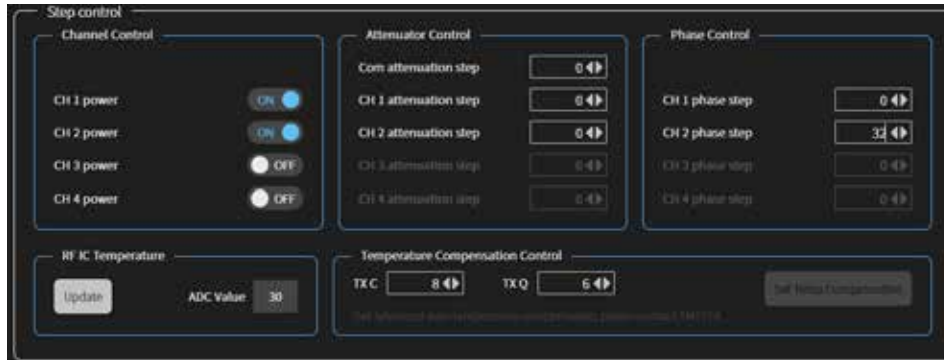 Step control
Channel Control
CH 1 power ON
CH 2 power ON
CH 3 power OFF
CH 4 power OFF
Attenuator Control
Com attenuation step 0
CH 1 attenuation step 0
CH 2 attenuation step 0
CH 3 attenuation step 0
CH 4 attenuation step 0
Phase Control
CH 1 phase step 0
CH 2 phase step 32
CH 3 phase step 0
CH 4 phase step 0
RF IC Temperature
Update ADC Value 30
Temperature Compensation Control
TX C 8 TX Q 6